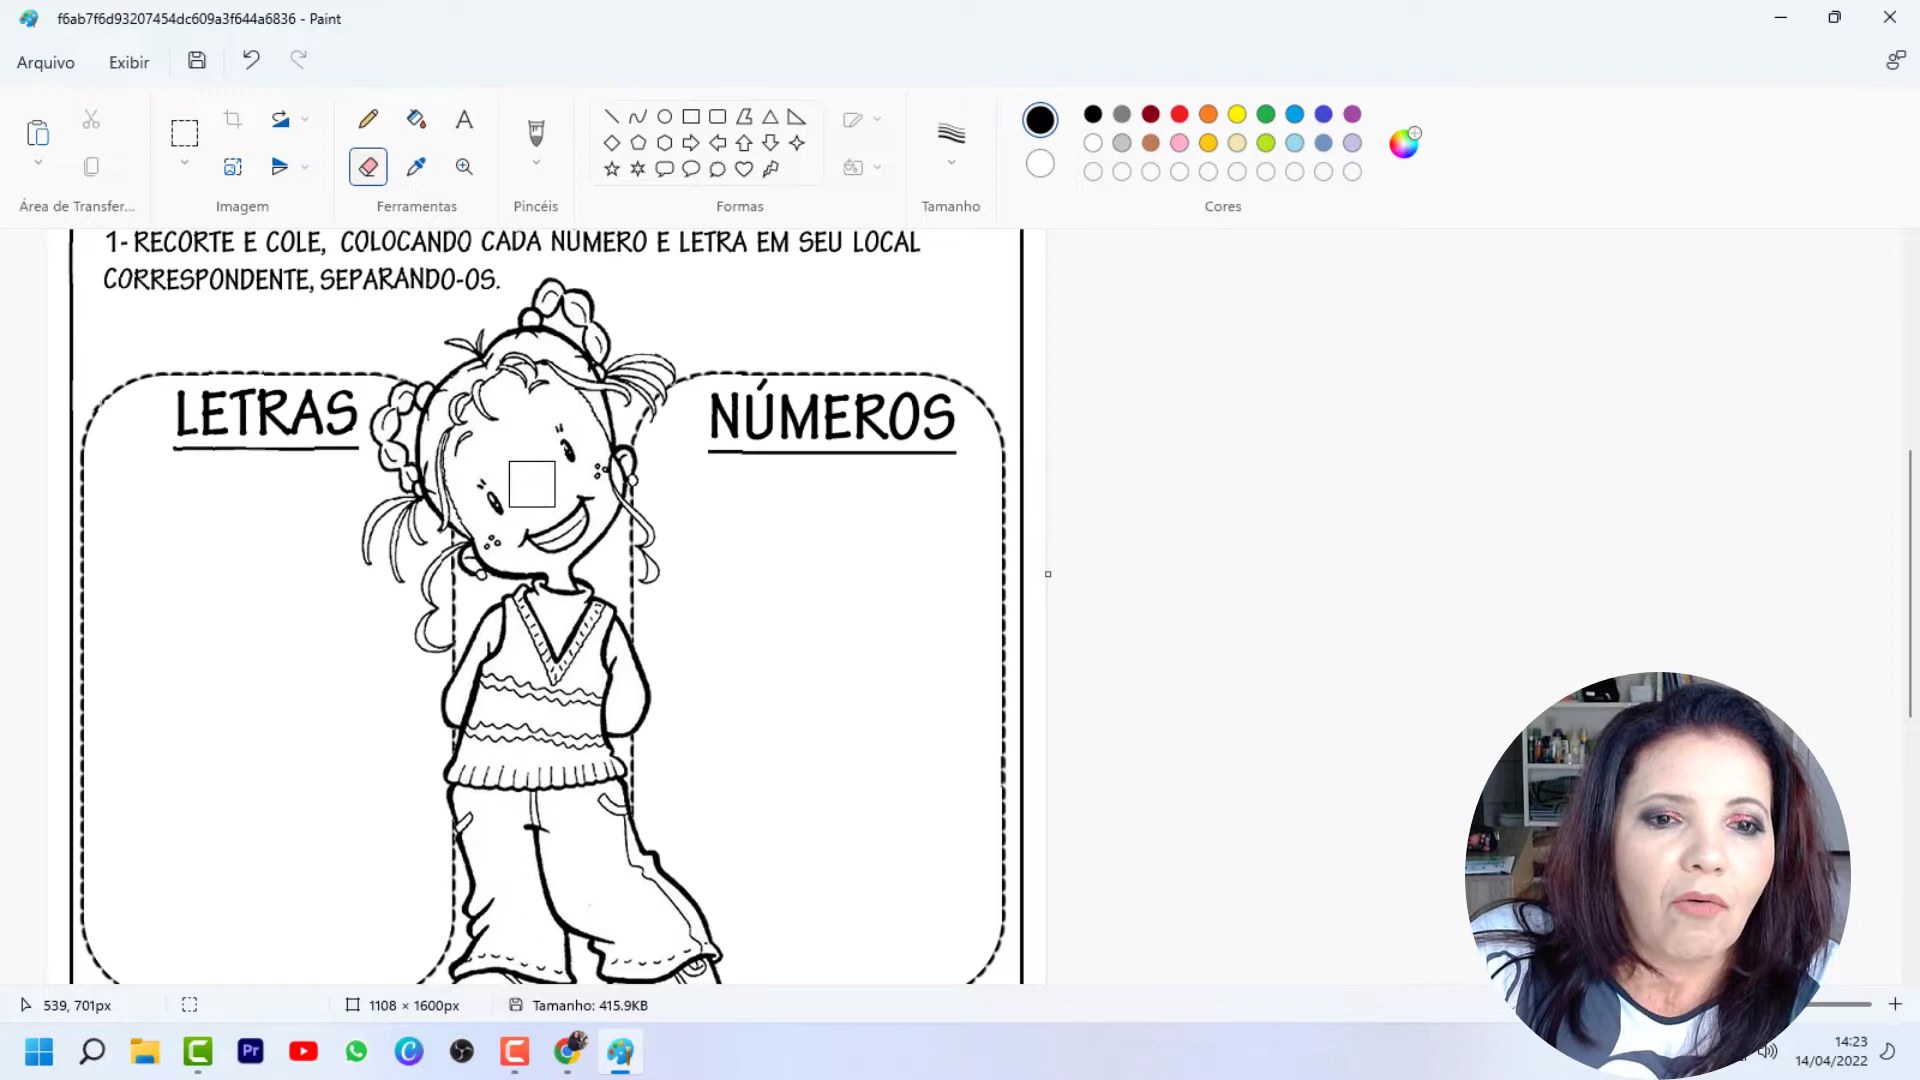 f6ab7f6d93207454dc609a3f644a6836 - Paint
Arquivo
Exibir
Área de Transfer...
Imagem
Ferramentas
Pincéis
Formas
Tamanho
Cores
1- RECORTE E COLE, COLOCANDO CADA NÚMERO E LETRA EM SEU LOCAL
CORRESPONDENTE, SEPARANDO-OS.
LETRAS
NÚMEROS
539, 701px
1108 × 1600px
Tamanho: 415.9KB
Pr
14:23
14/04/2022